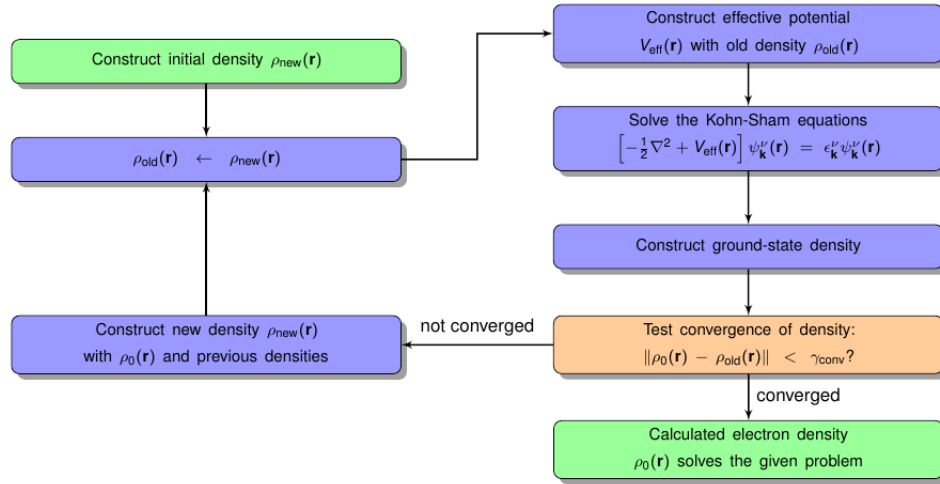 Construct initial density ρnew(r)
ρold(r) ← ρnew(r)
Construct effective potential
Veff(r) with old density ρold(r)
Solve the Kohn-Sham equations
[−½∇² + Veff(r)] ψkν(r) = ϵkνψkν(r)
Construct ground-state density
Test convergence of density:
‖ρ0(r) − ρold(r)‖ < γconv?
not converged
Construct new density ρnew(r)
with ρ0(r) and previous densities
converged
Calculated electron density
ρ0(r) solves the given problem